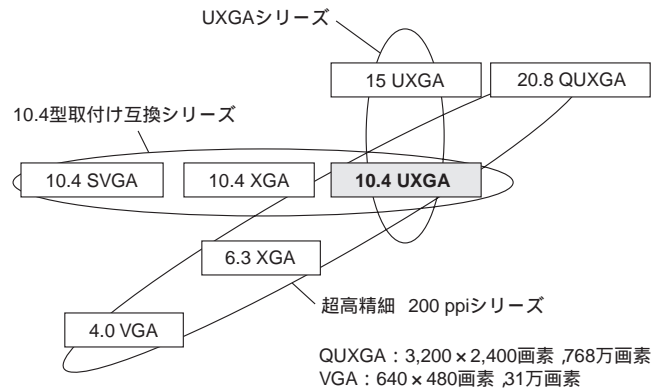 UXGAシリーズ
15 UXGA
20.8 QUXGA
10.4型取付け互換シリーズ
10.4 SVGA
10.4 XGA
10.4 UXGA
6.3 XGA
超高精細 200 ppiシリーズ
4.0 VGA
QUXGA：3,200×2,400画素,768万画素
VGA：640×480画素,31万画素